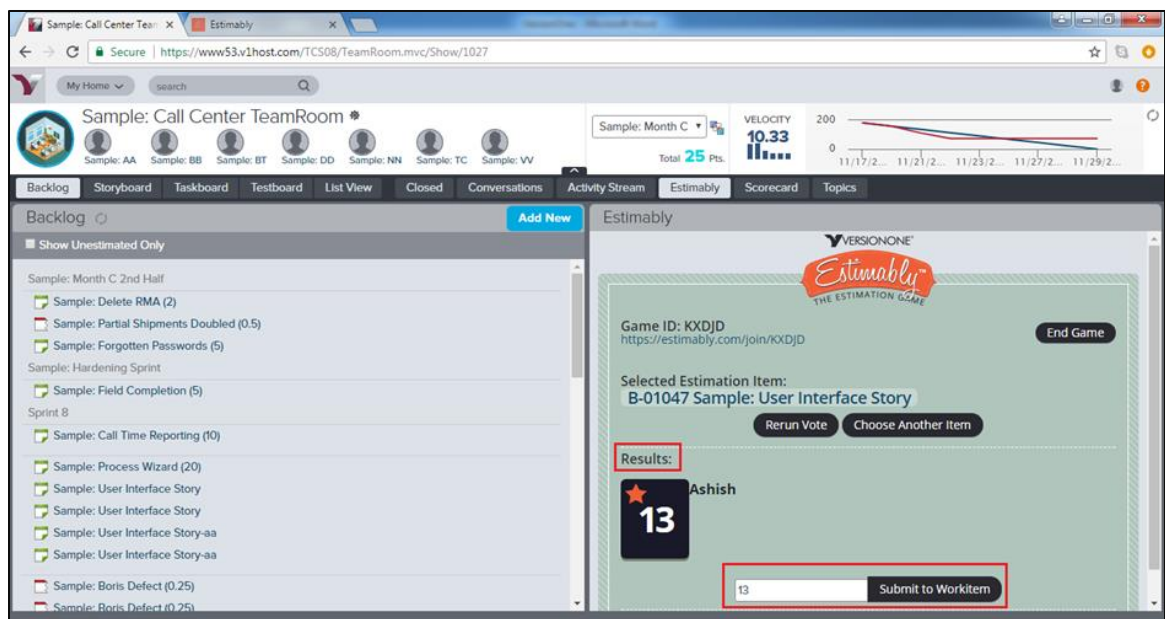 Sample: Call Center Tean
Estimably
Secure | https://www53.v1host.com/TCS08/TeamRoom.mvc/Show/1027
My Home
search
Sample: Call Center TeamRoom
Sample: AA Sample: BB Sample: BT Sample: DD Sample: NN Sample: TC Sample: VV
Sample: Month C
Total 25 Pts.
VELOCITY
10.33
200
0
11/17/2... 11/21/2... 11/23/2... 11/27/2... 11/29/2...
Backlog Storyboard Taskboard Testboard List View Closed Conversations Activity Stream Estimably Scorecard Topics
Backlog
Add New
Show Unestimated Only
Sample: Month C 2nd Half
Sample: Delete RMA (2)
Sample: Partial Shipments Doubled (0.5)
Sample: Forgotten Passwords (5)
Sample: Hardening Sprint
Sample: Field Completion (5)
Sprint 8
Sample: Call Time Reporting (10)
Sample: Process Wizard (20)
Sample: User Interface Story
Sample: User Interface Story
Sample: User Interface Story-aa
Sample: User Interface Story-aa
Sample: Boris Defect (0.25)
Sample: Boris Defect (0.25)
Estimably
VERSIONONE
Estimably™
THE ESTIMATION GAME
Game ID: KXDJD
https://estimably.com/join/KXDJD
End Game
Selected Estimation Item:
B-01047 Sample: User Interface Story
Rerun Vote Choose Another Item
Results:
Ashish
13
13
Submit to Workitem